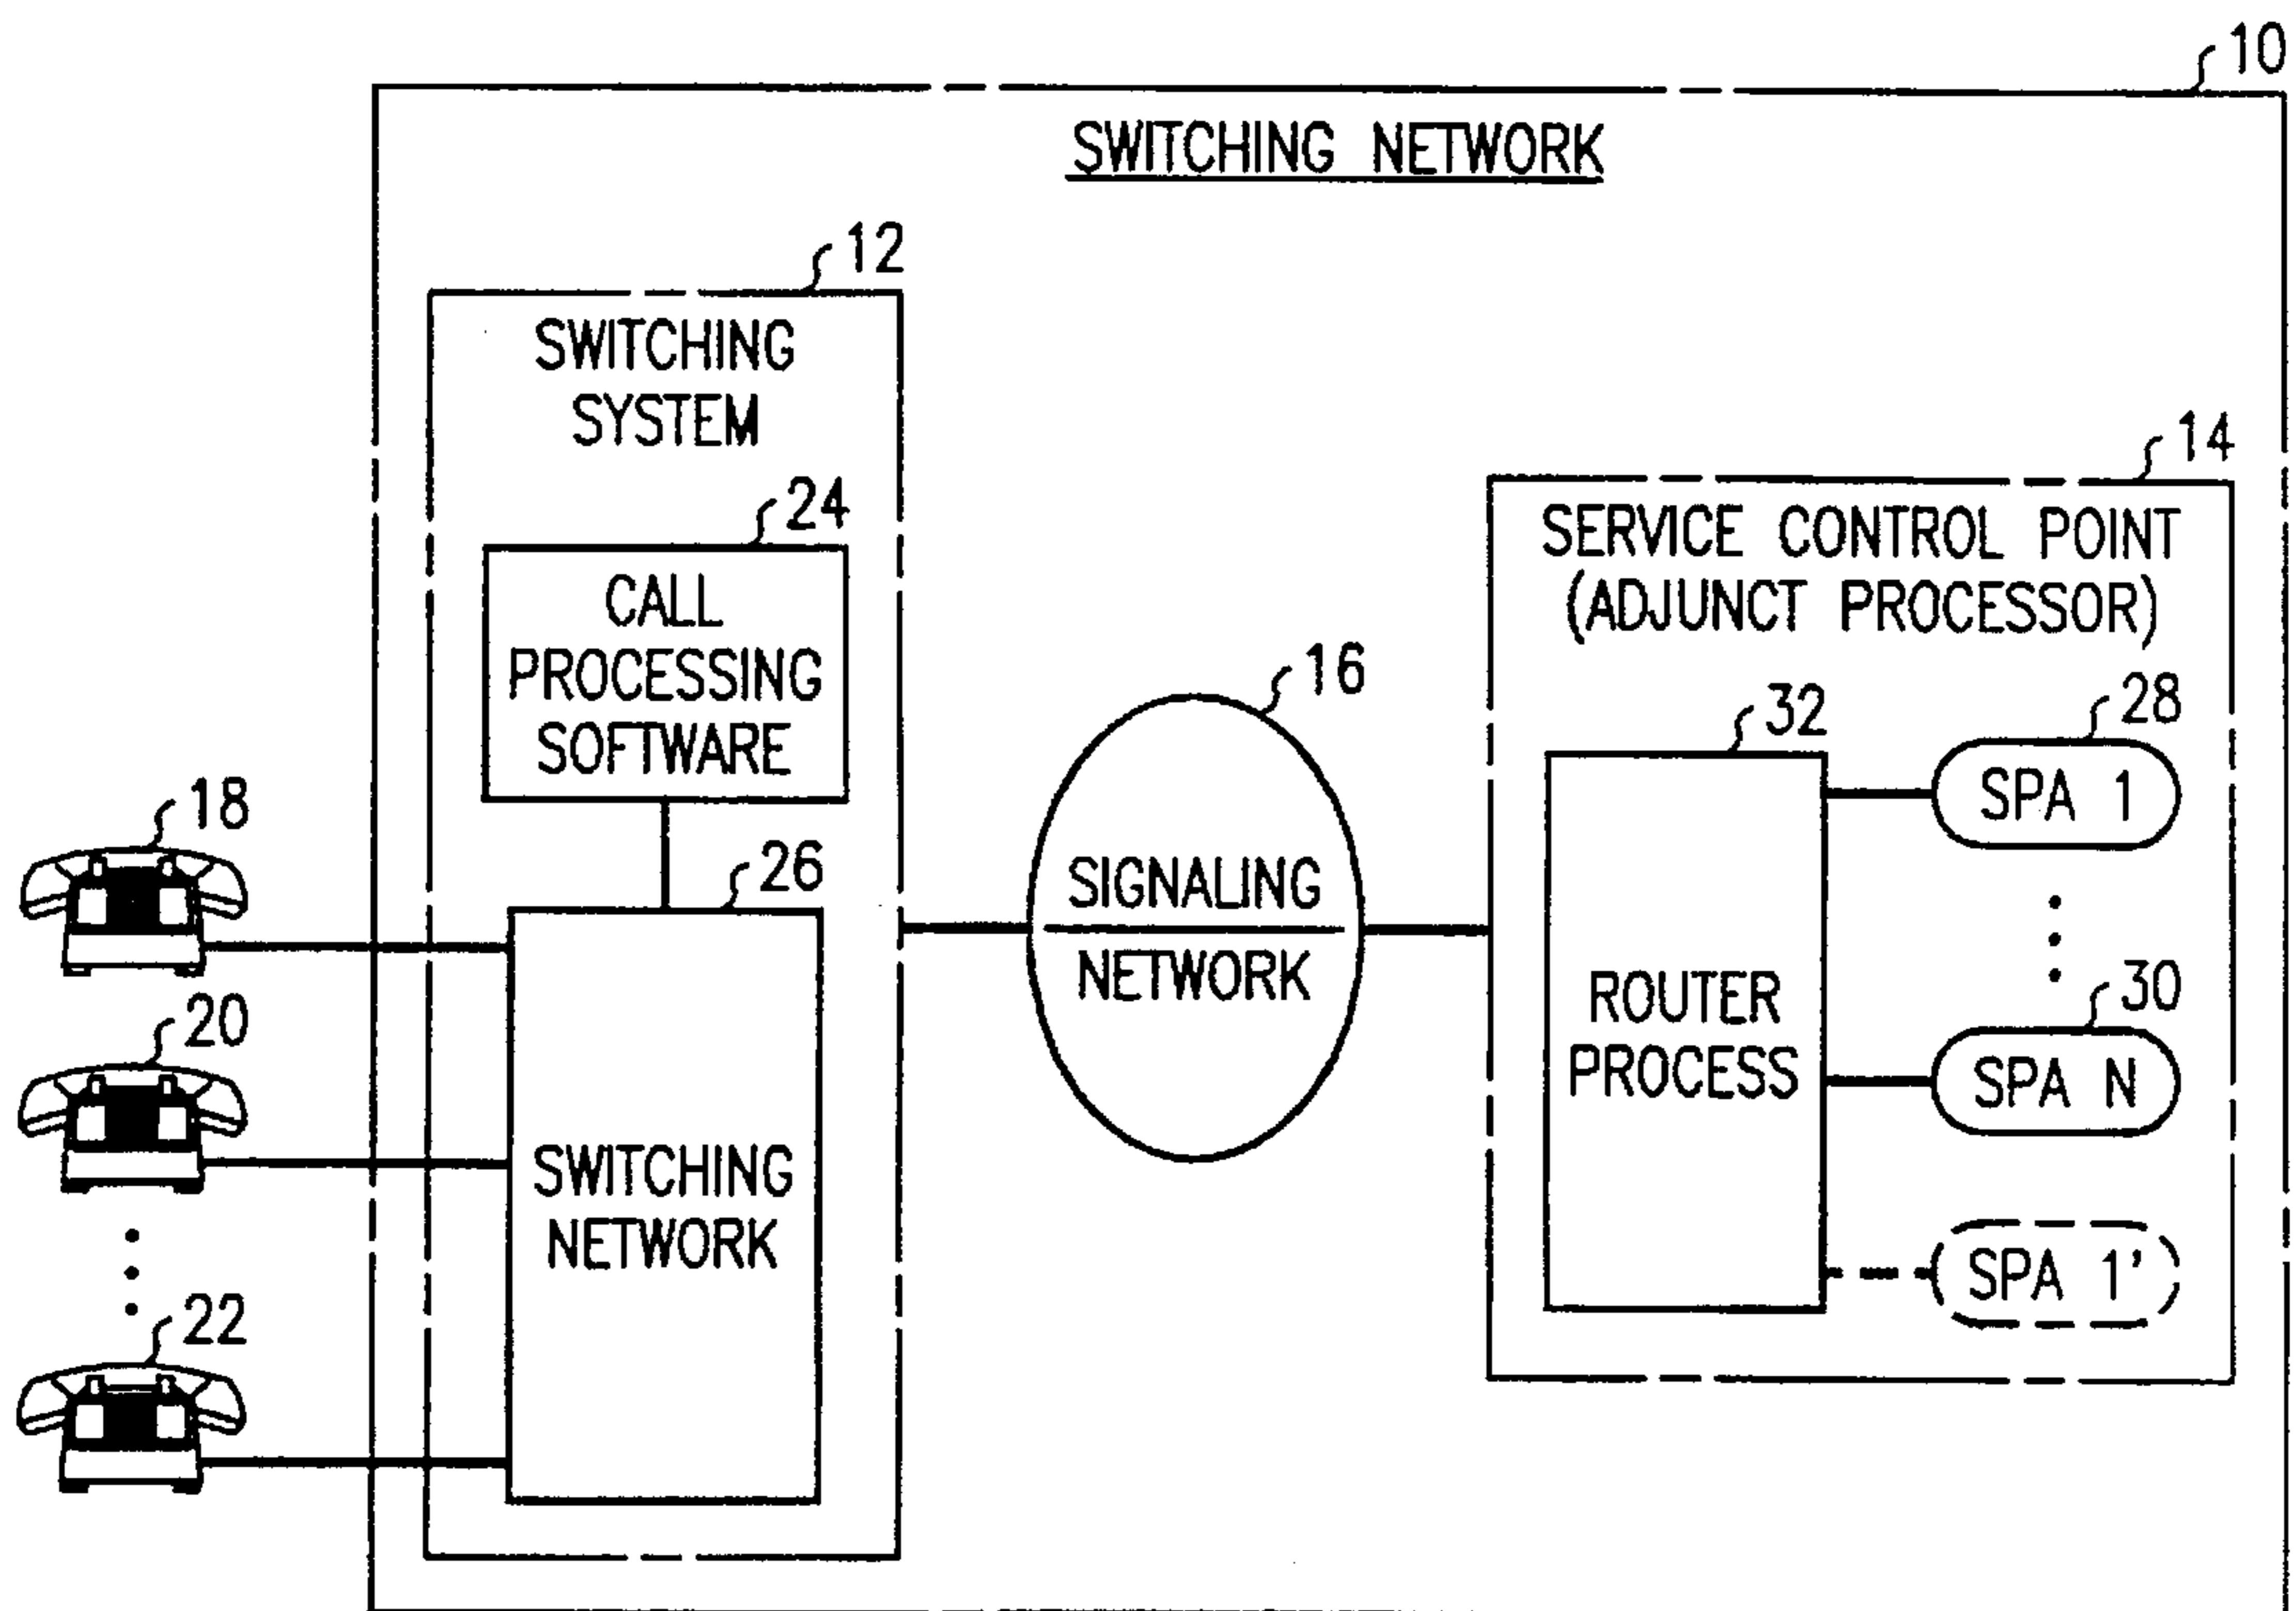 10
SWITCHING NETWORK
12
SWITCHING
SYSTEM
14
24
SERVICE CONTROL POINT
(ADJUNCT PROCESSOR)
CALL
PROCESSING
SOFTWARE
16
32
28
SPA 1
18
26
SIGNALING
NETWORK
30
ROUTER
PROCESS
SPA N
20
SWITCHING
NETWORK
SPA 1'
22